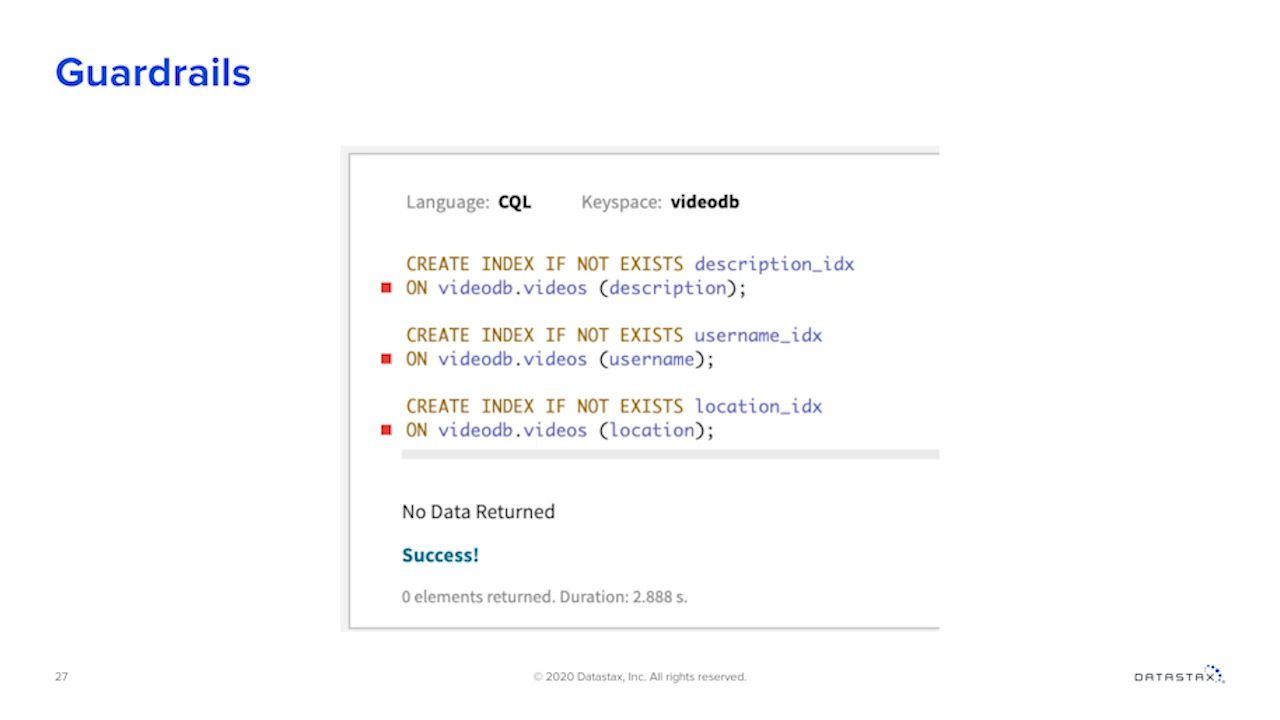 Guardrails
Language: CQL Keyspace: videodb
CREATE INDEX IF NOT EXISTS description_idx
ON videodb.videos (description);
CREATE INDEX IF NOT EXISTS username_idx
ON videodb.videos (username);
CREATE INDEX IF NOT EXISTS location_idx
ON videodb.videos (location);
No Data Returned
Success!
0 elements returned. Duration: 2.888 s.
27
© 2020 Datastax, Inc. All rights reserved.
DATASTAX